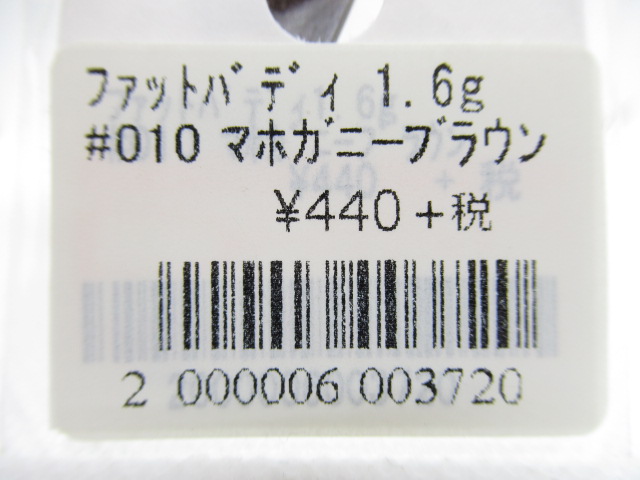 ﾌｧｯﾄﾊﾞﾃﾞｨ 1.6g
#010 ﾏﾎｶﾞﾆｰﾌﾞﾗｳﾝ
¥440+税
2 000006 003720